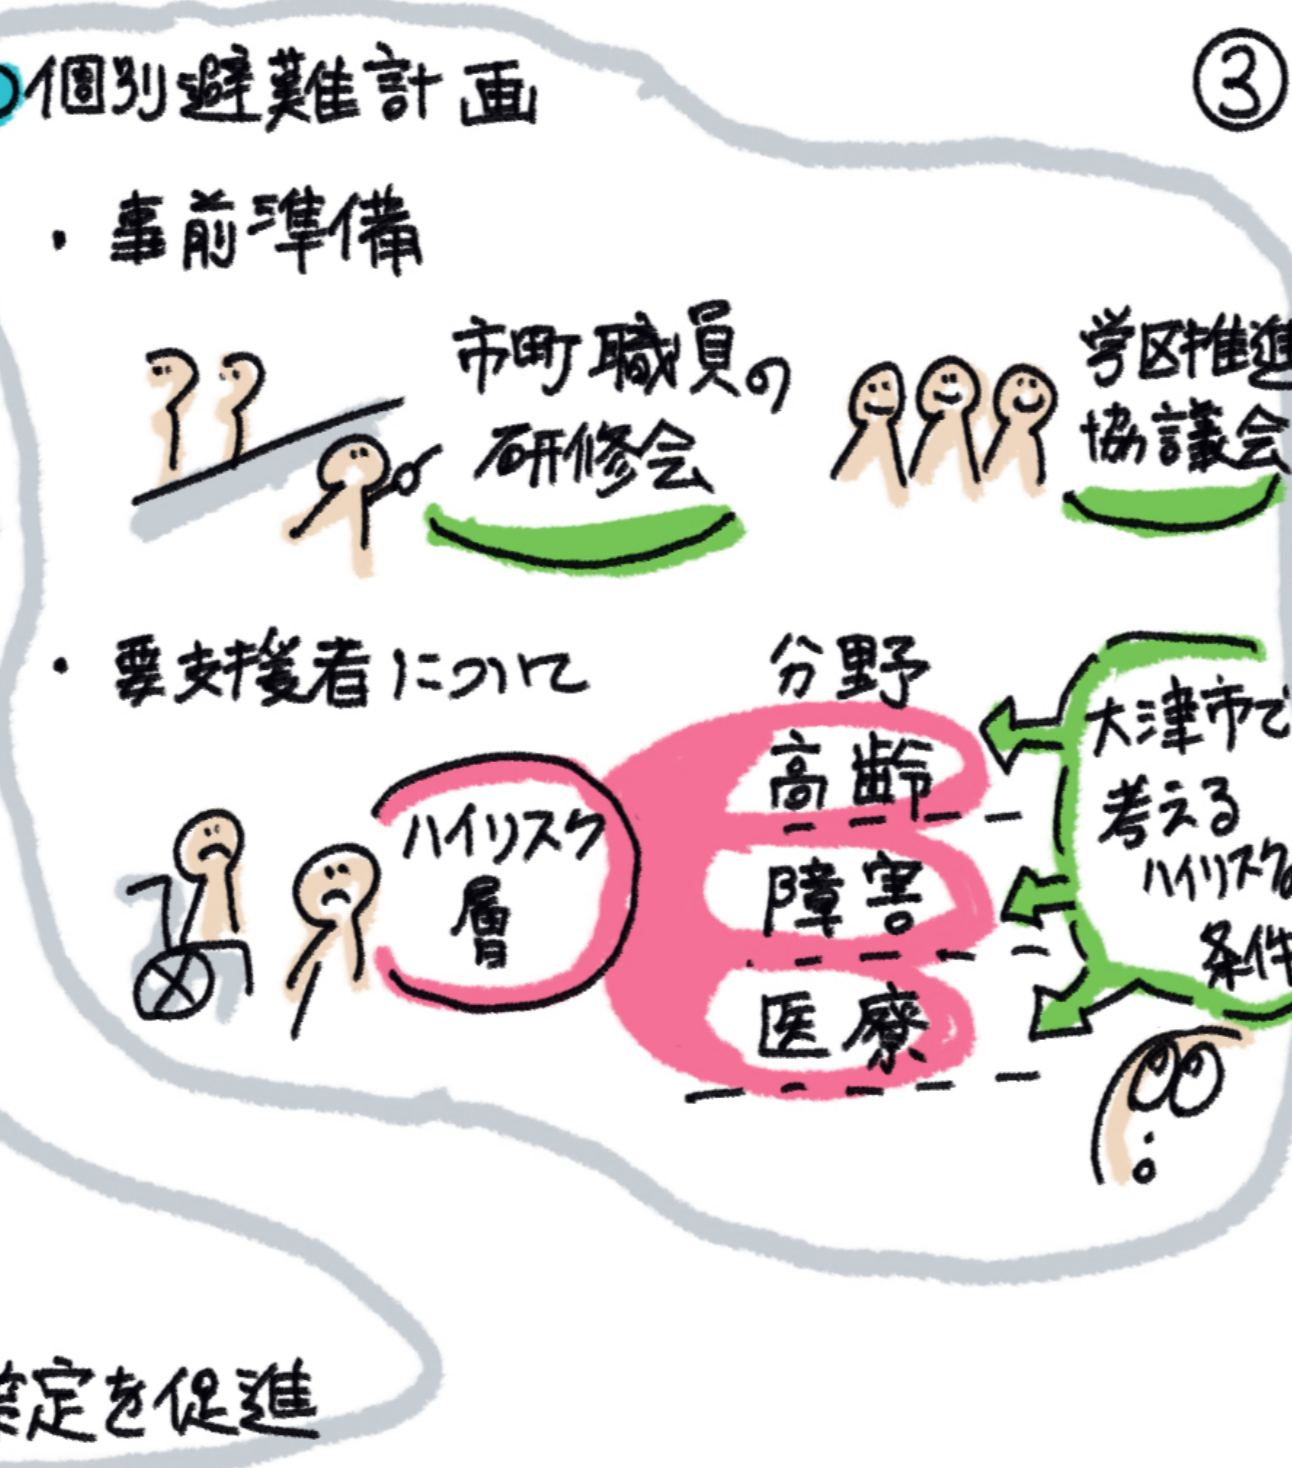 個別避難計画
③
・事前準備
市町職員の
研修会
学区推進
協議会
・要支援者について
分野
ハイリスク
層
高齢
障害
医療
大津市で
考える
ハイリスクの
条件
策定を促進